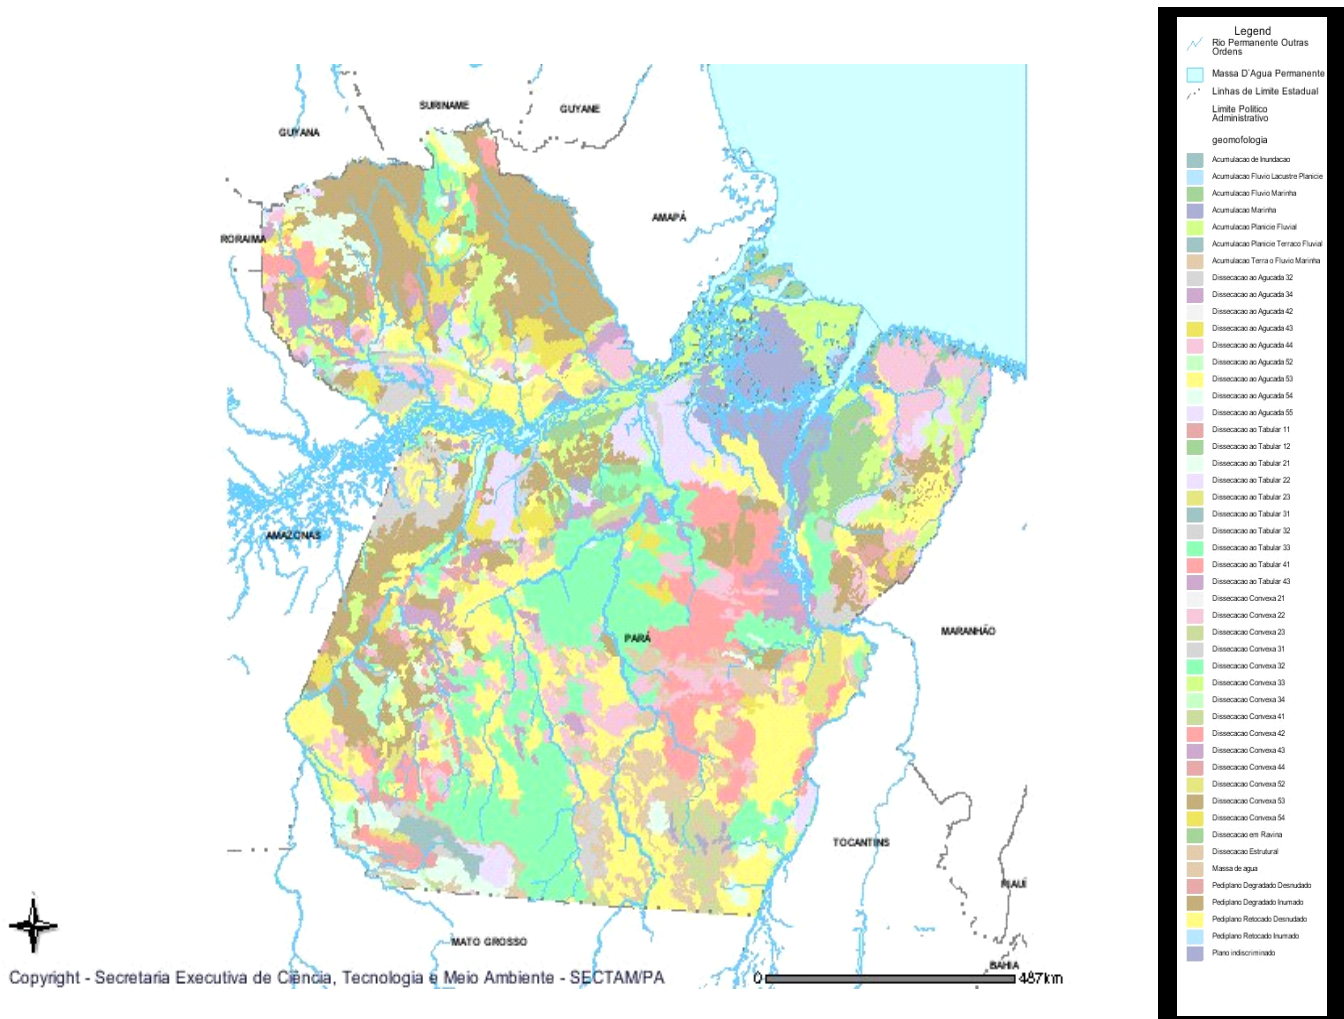 SURINAME
GUYANE
GUYANA
AMAPÁ
RORAIMA
AMAZONAS
PARÁ
MARANHÃO
TOCANTINS
PIAUÍ
MATO GROSSO
BAHIA
Copyright - Secretaria Executiva de Ciência, Tecnologia e Meio Ambiente - SECTAM/PA
0 487km
Legend
Rio Permanente Outras
Ordens
Massa D`Agua Permanente
Linhas de Limite Estadual
Limite Politico
Administrativo
geomofologia
Acumulacao de Inundacao
Acumulacao Fluvio Lacustre Planicie
Acumulacao Fluvio Marinha
Acumulacao Marinha
Acumulacao Planicie Fluvial
Acumulacao Planicie Terraco Fluvial
Acumulacao Terra o Fluvio Marinha
Dissecacao ao Agucada 32
Dissecacao ao Agucada 34
Dissecacao ao Agucada 42
Dissecacao ao Agucada 43
Dissecacao ao Agucada 44
Dissecacao ao Agucada 52
Dissecacao ao Agucada 53
Dissecacao ao Agucada 54
Dissecacao ao Agucada 55
Dissecacao ao Tabular 11
Dissecacao ao Tabular 12
Dissecacao ao Tabular 21
Dissecacao ao Tabular 22
Dissecacao ao Tabular 23
Dissecacao ao Tabular 31
Dissecacao ao Tabular 32
Dissecacao ao Tabular 33
Dissecacao ao Tabular 41
Dissecacao ao Tabular 43
Dissecacao Convexa 21
Dissecacao Convexa 22
Dissecacao Convexa 23
Dissecacao Convexa 31
Dissecacao Convexa 32
Dissecacao Convexa 33
Dissecacao Convexa 34
Dissecacao Convexa 41
Dissecacao Convexa 42
Dissecacao Convexa 43
Dissecacao Convexa 44
Dissecacao Convexa 52
Dissecacao Convexa 53
Dissecacao Convexa 54
Dissecacao em Ravina
Dissecacao Estrutural
Massa de agua
Pediplano Degradado Desnudado
Pediplano Degradado Inumado
Pediplano Retocado Desnudado
Pediplano Retocado Inumado
Plano indiscriminado